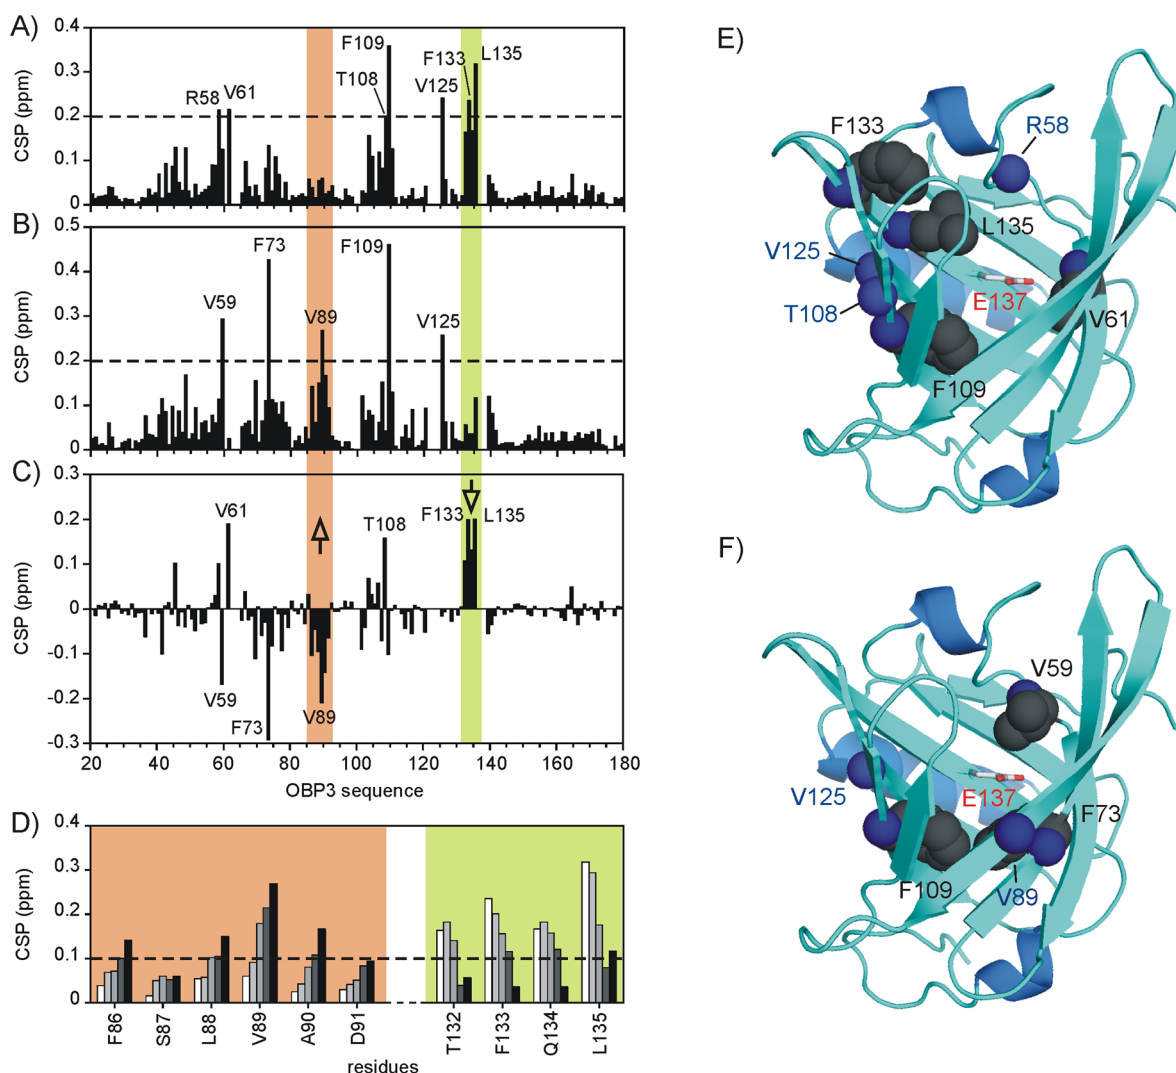 A)
0.4
0.3
0.2
0.1
0
CSP (ppm)
R58
V61
T108
F109
V125
F133
L135
B)
0.5
0.4
0.3
0.2
0.1
0
CSP (ppm)
V59
F73
V89
F109
V125
C)
0.3
0.2
0.1
0
-0.1
-0.2
-0.3
CSP (ppm)
V61
T108
F133
L135
V59
F73
V89
20
40
60
80
100
120
140
160
180
OBP3 sequence
D)
0.4
0.3
0.2
0.1
0
CSP (ppm)
F86
S87
L88
V89
A90
D91
T132
F133
Q134
L135
residues
E)
F133
R58
L135
V125
E137
T108
V61
F109
F)
V59
V125
E137
F73
F109
V89